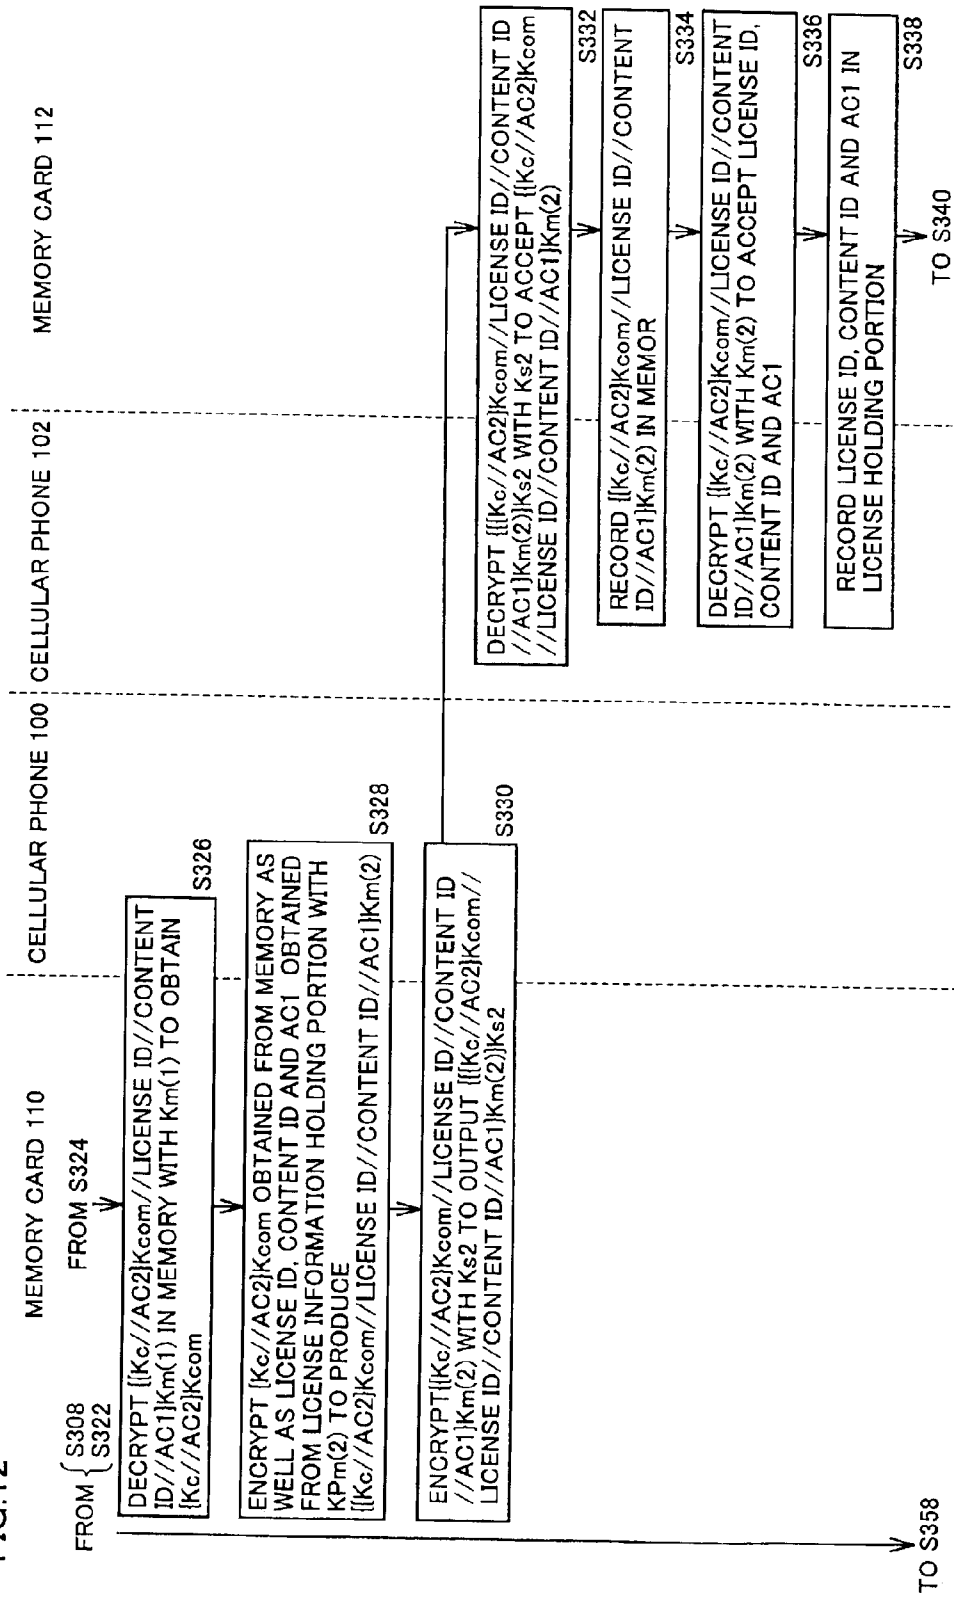 FIG.12
MEMORY CARD 110
CELLULAR PHONE 100
CELLULAR PHONE 102
MEMORY CARD 112
FROM { S308
S322
FROM S324
DECRYPT {{Kc//AC2}Kcom//LICENSE ID//CONTENT
ID//AC1}Km(1) IN MEMORY WITH Km(1) TO OBTAIN
{Kc//AC2}Kcom
S326
ENCRYPT {Kc//AC2}Kcom OBTAINED FROM MEMORY AS
WELL AS LICENSE ID, CONTENT ID AND AC1 OBTAINED
FROM LICENSE INFORMATION HOLDING PORTION WITH
KPm(2) TO PRODUCE
{{Kc//AC2}Kcom//LICENSE ID//CONTENT ID//AC1}Km(2)
S328
ENCRYPT{{Kc//AC2}Kcom//LICENSE ID//CONTENT ID
//AC1}Km(2) WITH Ks2 TO OUTPUT {{{Kc//AC2}Kcom//
LICENSE ID//CONTENT ID//AC1}Km(2)}Ks2
S330
DECRYPT {{{Kc//AC2}Kcom//LICENSE ID//CONTENT ID
//AC1}Km(2)}Ks2 WITH Ks2 TO ACCEPT {{Kc//AC2}Kcom
//LICENSE ID//CONTENT ID//AC1}Km(2)
S332
RECORD {{Kc//AC2}Kcom//LICENSE ID//CONTENT
ID//AC1}Km(2) IN MEMOR
S334
DECRYPT {{Kc//AC2}Kcom//LICENSE ID//CONTENT
ID//AC1}Km(2) WITH Km(2) TO ACCEPT LICENSE ID,
CONTENT ID AND AC1
S336
RECORD LICENSE ID, CONTENT ID AND AC1 IN
LICENSE HOLDING PORTION
S338
TO S340
TO S358